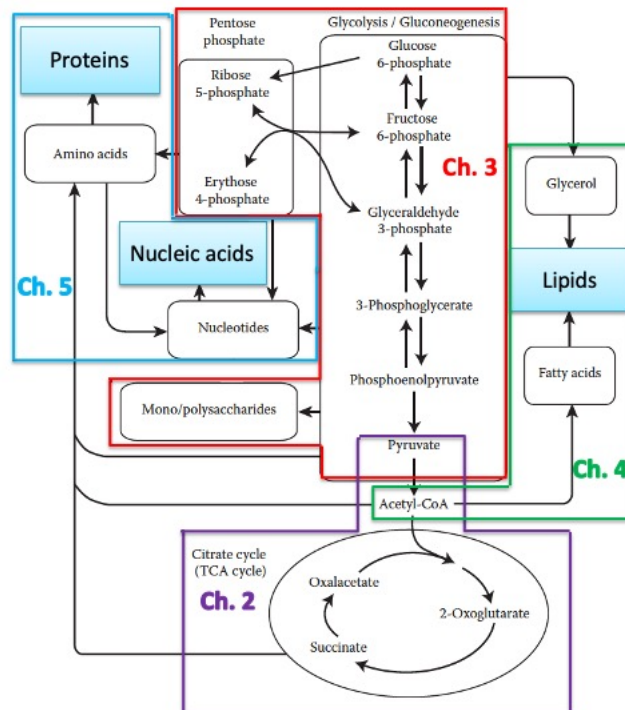 Pentose
phosphate
Glycolysis / Gluconeogenesis
Proteins
Ribose
5-phosphate
Glucose
6-phosphate
Amino acids
Fructose
6-phosphate
Ch. 3
Erythose
4-phosphate
Glycerol
Glyceraldehyde
3-phosphate
Nucleic acids
Ch. 5
Lipids
3-Phosphoglycerate
Nucleotides
Phosphoenolpyruvate
Fatty acids
Mono/polysaccharides
Pyruvate
Ch. 4
Acetyl-CoA
Citrate cycle
(TCA cycle)
Oxalacetate
Ch. 2
2-Oxoglutarate
Succinate